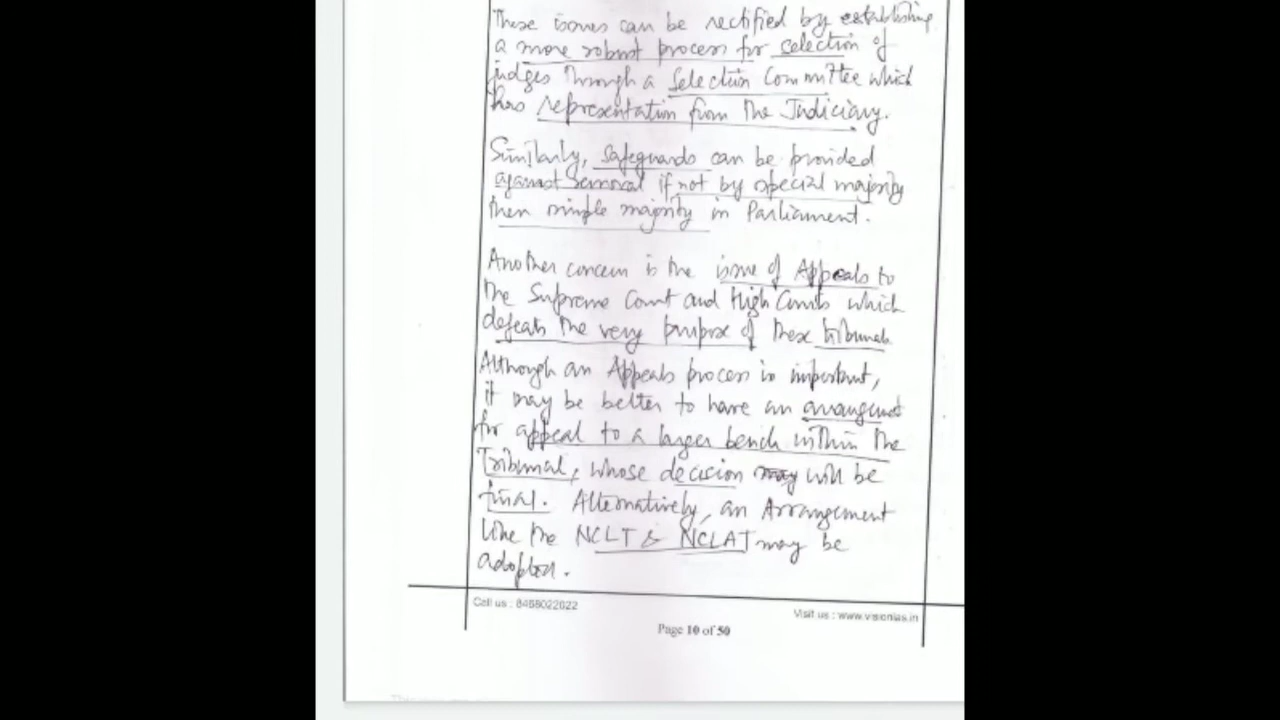 These issues can be rectified by establishing
a more robust process for selection of
judges through a Selection Committee which
has representation from the Judiciary.
Similarly, safeguards can be provided
against removal if not by special majority
then simple majority in Parliament.
Another concern is the issue of Appeals to
the Supreme Court and High Courts which
defeats the very purpose of these tribunals
Although an Appeals process is important,
it may be better to have an arrangement
for appeal to a larger bench within the
Tribunal, whose decision may will be
final. Alternatively, an Arrangement
like the NCLT & NCLAT may be
adopted.
Call us : 8468022022
Visit us : www.visionias.in
Page 10 of 50